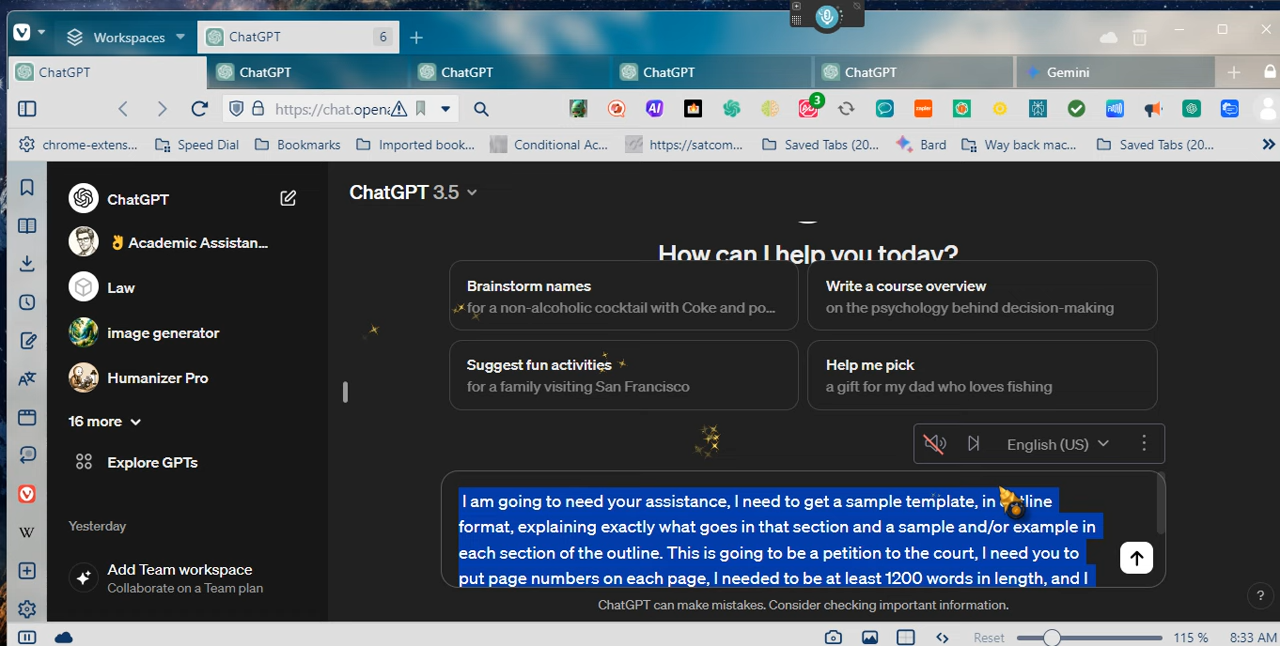 Workspaces
ChatGPT 6
ChatGPT
ChatGPT
ChatGPT
ChatGPT
ChatGPT
Gemini
https://chat.opena
3
chrome-extens...
Speed Dial
Bookmarks
Imported book...
Conditional Ac...
https://satcom...
Saved Tabs (20...
Bard
Way back mac...
Saved Tabs (20...
ChatGPT
Academic Assistan...
Law
image generator
Humanizer Pro
16 more
Explore GPTs
Yesterday
Add Team workspace
Collaborate on a Team plan
ChatGPT 3.5
How can I help you today?
Brainstorm names
for a non-alcoholic cocktail with Coke and po...
Write a course overview
on the psychology behind decision-making
Suggest fun activities
for a family visiting San Francisco
Help me pick
a gift for my dad who loves fishing
English (US)
I am going to need your assistance, I need to get a sample template, in outline
format, explaining exactly what goes in that section and a sample and/or example in
each section of the outline. This is going to be a petition to the court, I need you to
put page numbers on each page, I needed to be at least 1200 words in length, and I
ChatGPT can make mistakes. Consider checking important information.
?
Reset
115 %
8:33 AM